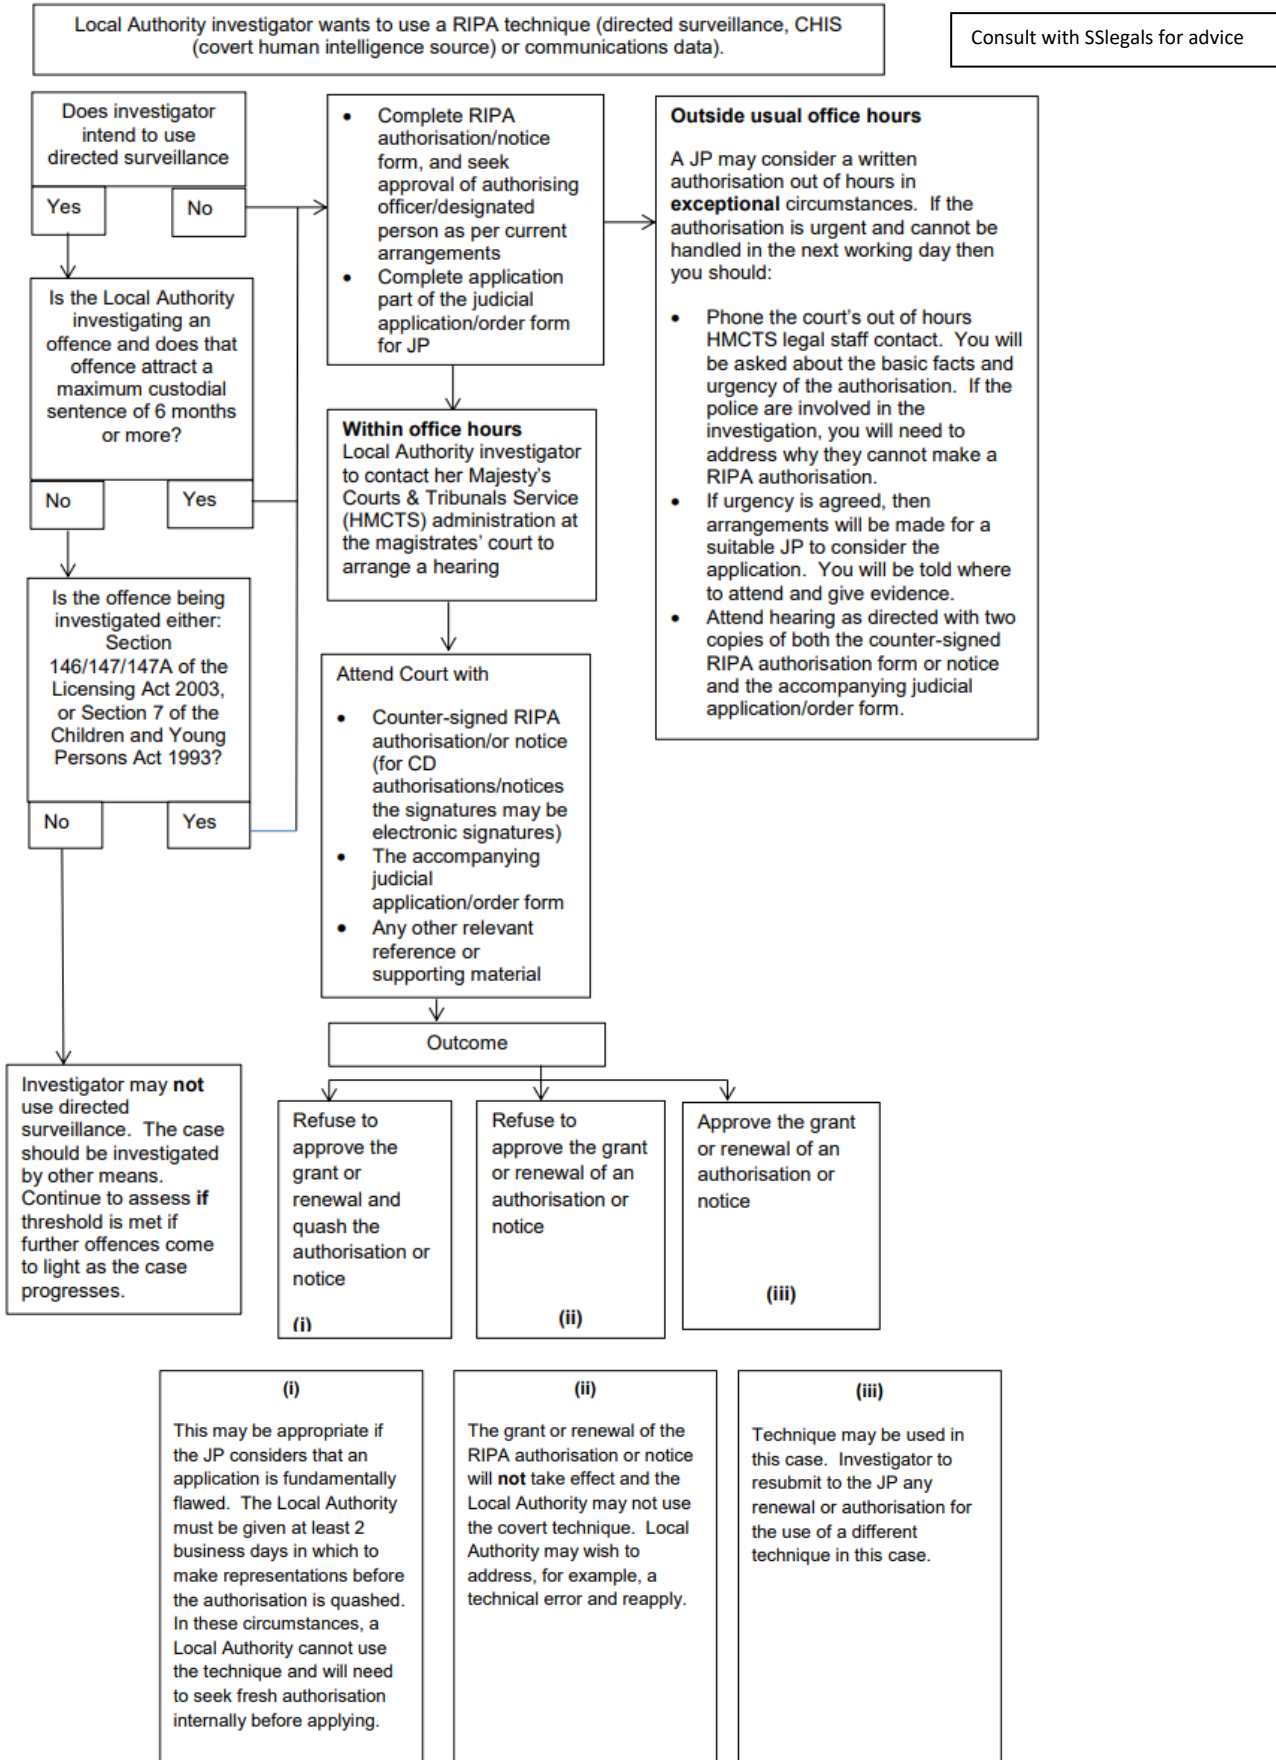 Local Authority investigator wants to use a RIPA technique (directed surveillance, CHIS
(covert human intelligence source) or communications data).
Consult with SSlegals for advice
Does investigator
intend to use
directed surveillance
Yes
No
Is the Local Authority
investigating an
offence and does that
offence attract a
maximum custodial
sentence of 6 months
or more?
No
Yes
Is the offence being
investigated either:
Section
146/147/147A of the
Licensing Act 2003,
or Section 7 of the
Children and Young
Persons Act 1993?
No
Yes
Investigator may not
use directed
surveillance. The case
should be investigated
by other means.
Continue to assess if
threshold is met if
further offences come
to light as the case
progresses.
• Complete RIPA
authorisation/notice
form, and seek
approval of authorising
officer/designated
person as per current
arrangements
• Complete application
part of the judicial
application/order form
for JP
Within office hours
Local Authority investigator
to contact her Majesty's
Courts & Tribunals Service
(HMCTS) administration at
the magistrates' court to
arrange a hearing
Attend Court with
• Counter-signed RIPA
authorisation/or notice
(for CD
authorisations/notices
the signatures may be
electronic signatures)
• The accompanying
judicial
application/order form
• Any other relevant
reference or
supporting material
Outside usual office hours
A JP may consider a written
authorisation out of hours in
exceptional circumstances. If the
authorisation is urgent and cannot be
handled in the next working day then
you should:
• Phone the court's out of hours
HMCTS legal staff contact. You will
be asked about the basic facts and
urgency of the authorisation. If the
police are involved in the
investigation, you will need to
address why they cannot make a
RIPA authorisation.
• If urgency is agreed, then
arrangements will be made for a
suitable JP to consider the
application. You will be told where
to attend and give evidence.
• Attend hearing as directed with two
copies of both the counter-signed
RIPA authorisation form or notice
and the accompanying judicial
application/order form.
Outcome
Refuse to
approve the
grant or
renewal and
quash the
authorisation or
notice
(i)
Refuse to
approve the grant
or renewal of an
authorisation or
notice
(ii)
Approve the grant
or renewal of an
authorisation or
notice
(iii)
(i)
This may be appropriate if
the JP considers that an
application is fundamentally
flawed. The Local Authority
must be given at least 2
business days in which to
make representations before
the authorisation is quashed.
In these circumstances, a
Local Authority cannot use
the technique and will need
to seek fresh authorisation
internally before applying.
(ii)
The grant or renewal of the
RIPA authorisation or notice
will not take effect and the
Local Authority may not use
the covert technique. Local
Authority may wish to
address, for example, a
technical error and reapply.
(iii)
Technique may be used in
this case. Investigator to
resubmit to the JP any
renewal or authorisation for
the use of a different
technique in this case.